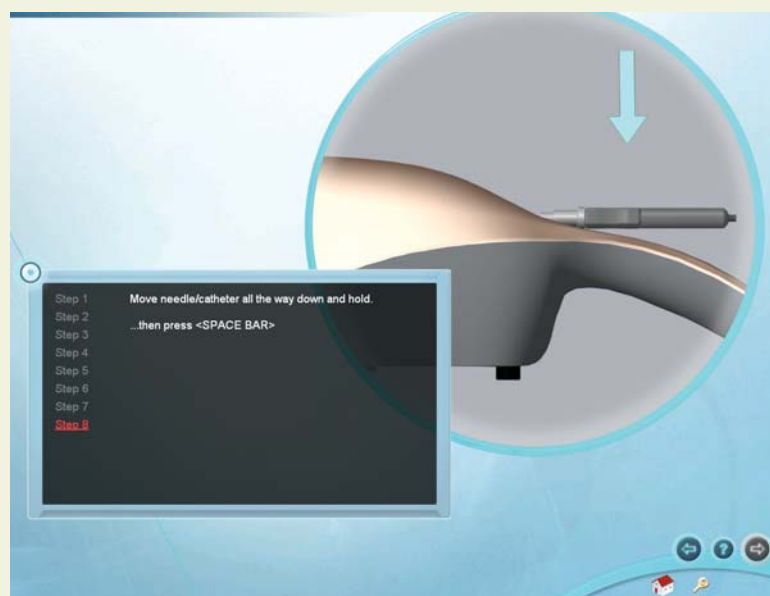 Step 1
Step 2
Step 3
Step 4
Step 5
Step 6
Step 7
Step 8
Move needle/catheter all the way down and hold.
...then press <SPACE BAR>
?